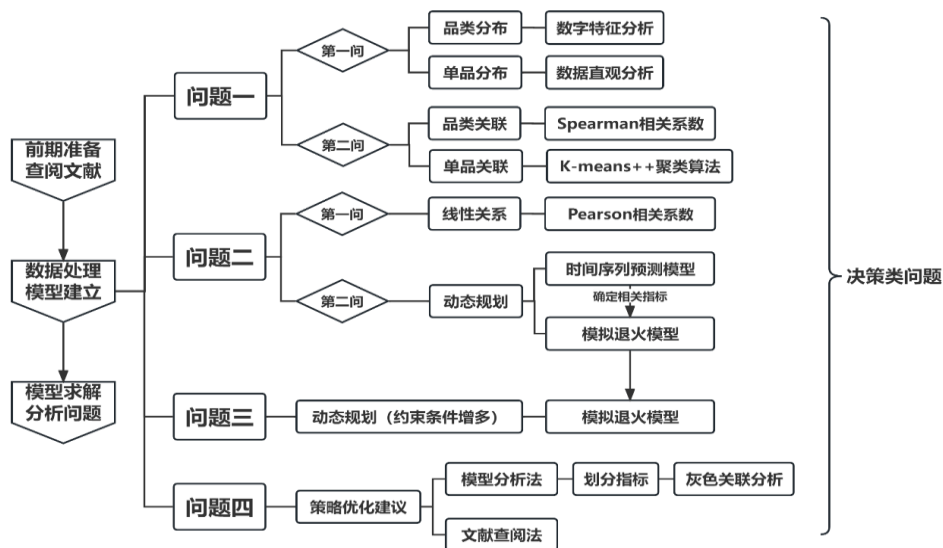 前期准备
查阅文献
数据处理
模型建立
模型求解
分析问题
问题一
第一问
品类分布
数字特征分析
单品分布
数据直观分析
第二问
品类关联
Spearman相关系数
单品关联
K-means++聚类算法
问题二
第一问
线性关系
Pearson相关系数
第二问
动态规划
时间序列预测模型
确定相关指标
模拟退火模型
问题三
动态规划（约束条件增多）
模拟退火模型
问题四
策略优化建议
模型分析法
划分指标
灰色关联分析
文献查阅法
决策类问题